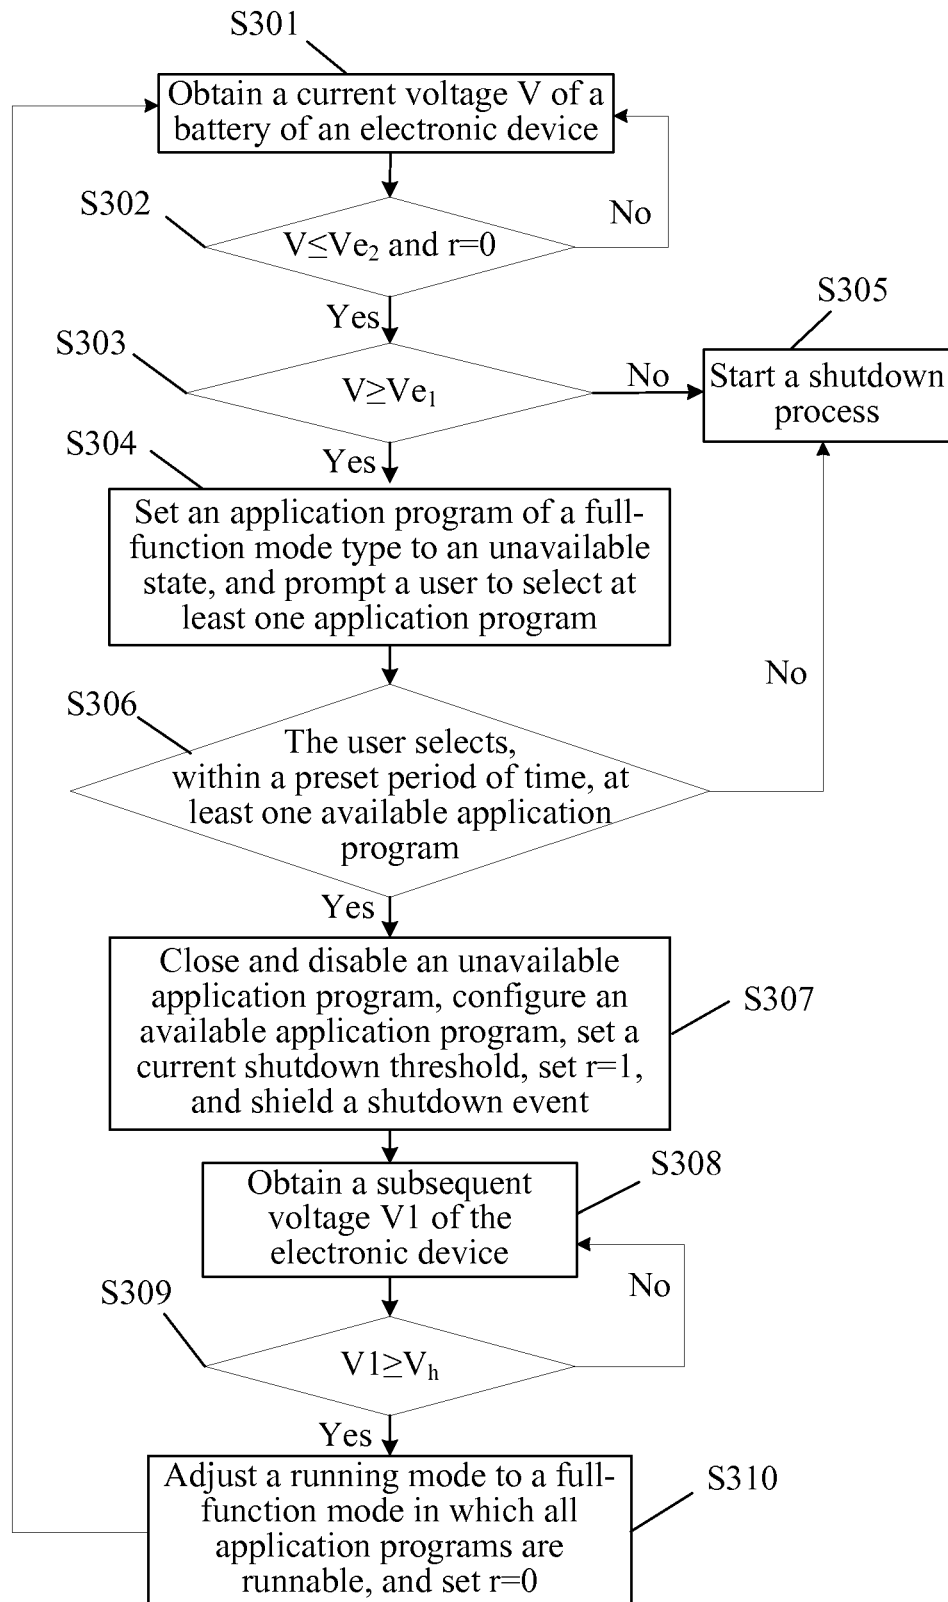 S301
Obtain a current voltage V of a
battery of an electronic device
S302
No
V≤Ve₂ and r=0
Yes
S305
S303
No
V≥Ve₁
Start a shutdown
process
S304
Yes
Set an application program of a full-
function mode type to an unavailable
state, and prompt a user to select at
least one application program
No
S306
The user selects,
within a preset period of time, at
least one available application
program
Yes
Close and disable an unavailable
application program, configure an
available application program, set a
current shutdown threshold, set r=1,
and shield a shutdown event
S307
S308
Obtain a subsequent
voltage V1 of the
electronic device
S309
No
V1≥Vₕ
Yes
Adjust a running mode to a full-
function mode in which all
application programs are
runnable, and set r=0
S310